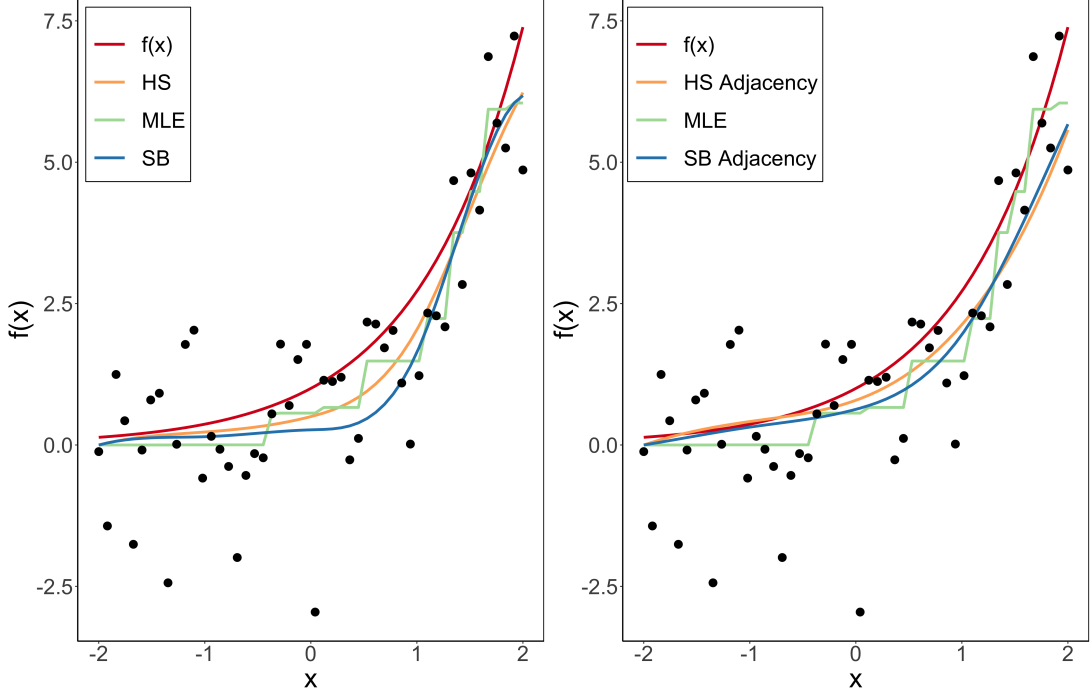 f(x)
HS
MLE
SB
7.5
5.0
2.5
0.0
-2.5
-2 -1 0 1 2
x
f(x)
f(x)
HS Adjacency
MLE
SB Adjacency
7.5
5.0
2.5
0.0
-2.5
-2 -1 0 1 2
x
f(x)